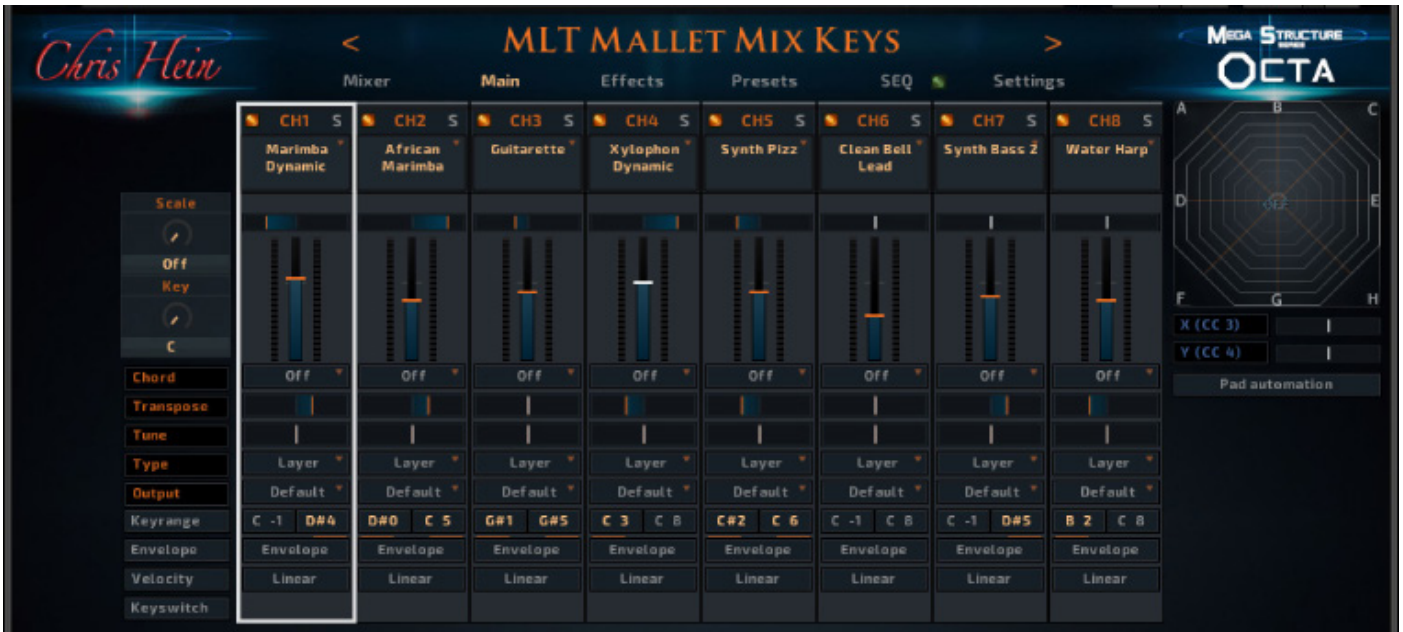 Chris Hein
< MLT MALLET MIX KEYS >
MEGA STRUCTURE
SERIES
OCTA
Mixer Main Effects Presets SEQ Settings
CH1 S CH2 S CH3 S CH4 S CH5 S CH6 S CH7 S CH8 S
Marimba Dynamic
African Marimba
Guitarette
Xylophon Dynamic
Synth Pizz
Clean Bell Lead
Synth Bass 2
Water Harp
A B C
D E
F G H
Scale
Off
Key
C
X (CC 3)
Y (CC 4)
Pad automation
Chord Off Off Off Off Off Off Off Off
Transpose
Tune
Type Layer Layer Layer Layer Layer Layer Layer Layer
Output Default Default Default Default Default Default Default Default
Keyrange C -1 D#4 D#0 C 5 G#1 G#5 C 3 C 8 C#2 C 6 C -1 C 8 C -1 D#5 B 2 C 8
Envelope Envelope Envelope Envelope Envelope Envelope Envelope Envelope Envelope
Velocity Linear Linear Linear Linear Linear Linear Linear Linear
Keyswitch